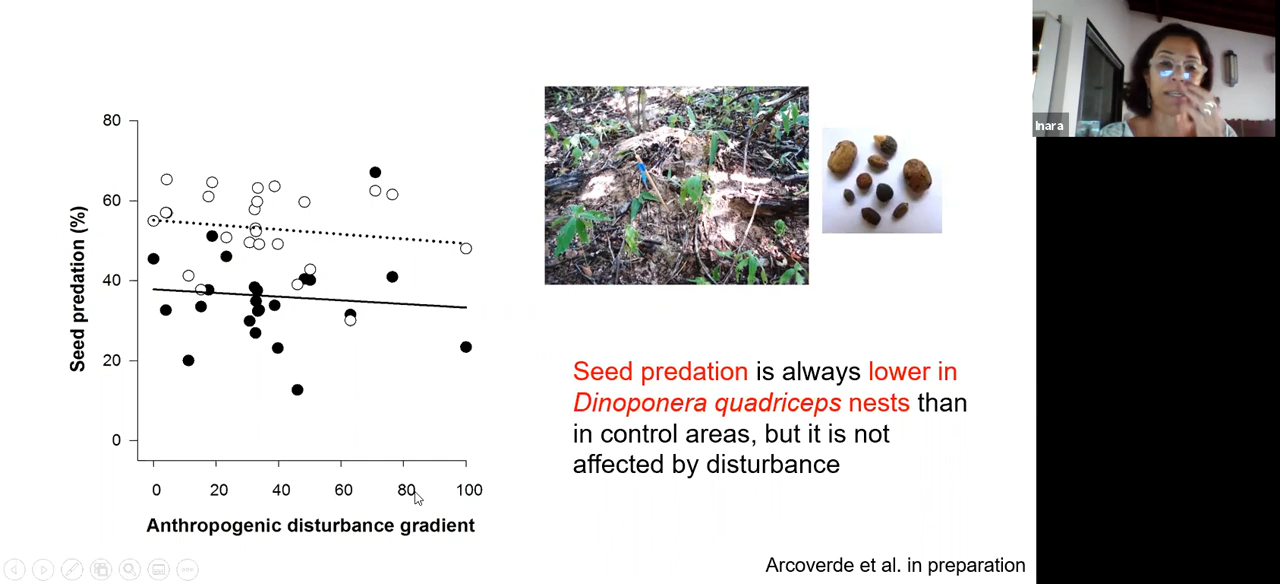 80
60
40
20
0
Seed predation (%)
0 20 40 60 80 100
Anthropogenic disturbance gradient
Seed predation is always lower in
Dinoponera quadriceps nests than
in control areas, but it is not
affected by disturbance
Arcoverde et al. in preparation
Inara